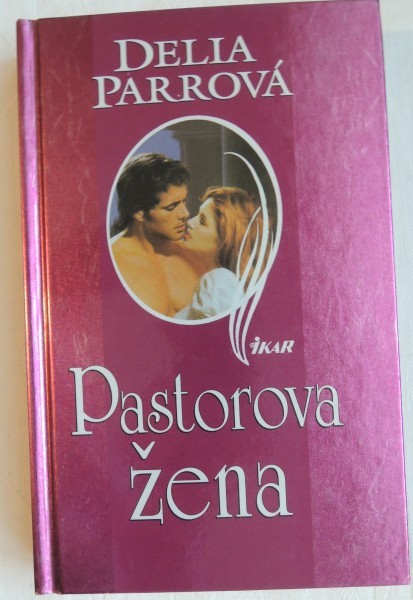 DELIA
PARROVÁ
IKAR
Pastorova
žena